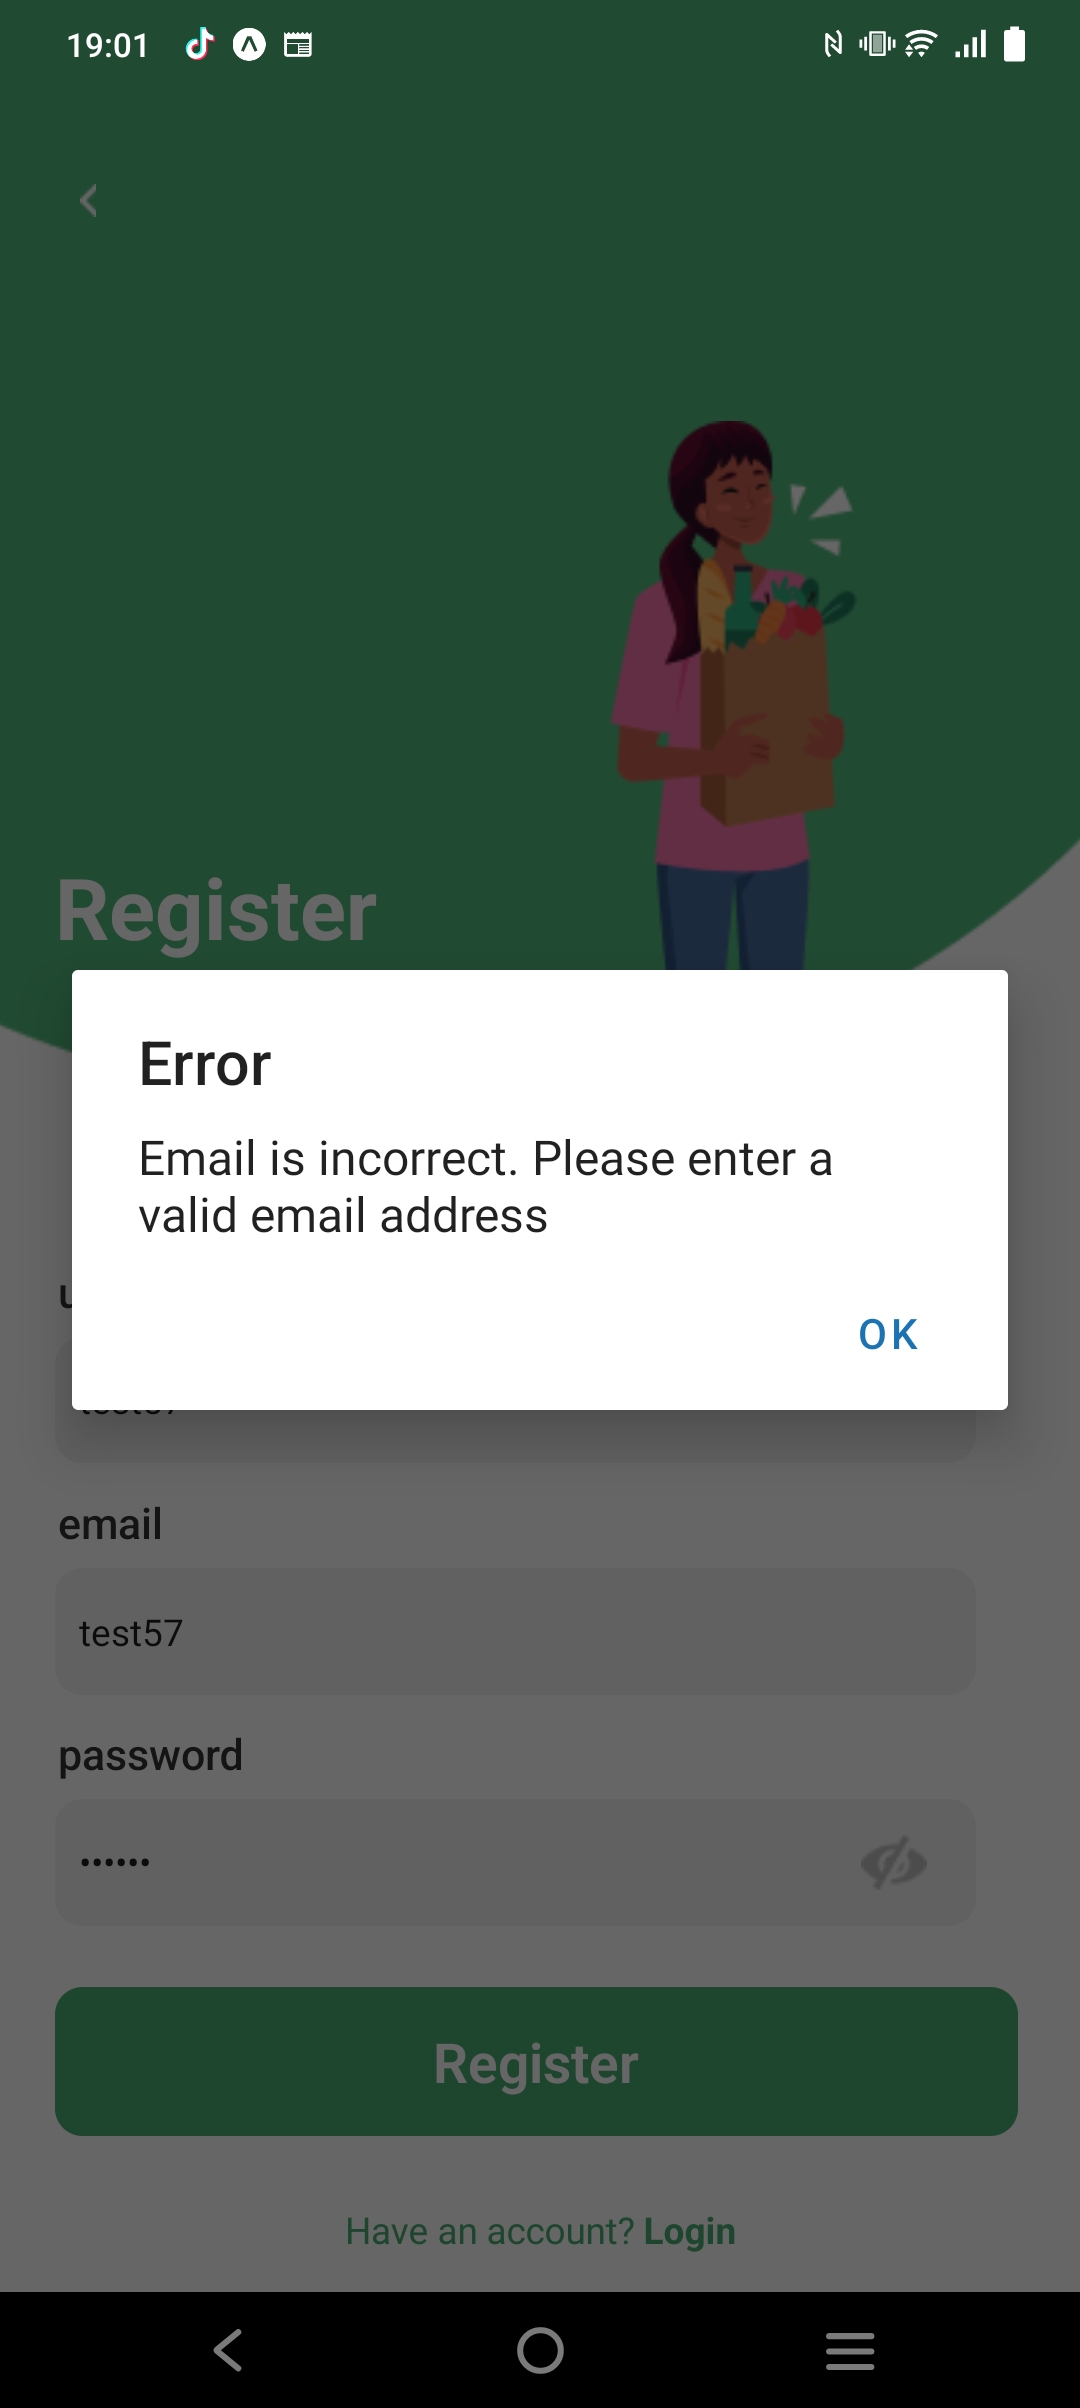 19:01
Register
Error
Email is incorrect. Please enter a
valid email address
OK
email
test57
password
••••••
Register
Have an account? Login